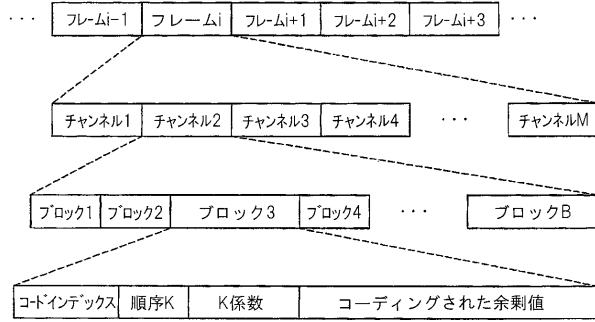 ・・・ フレームi−1 フレームi フレームi+1 フレームi+2 フレームi+3 ・・・
チャンネル1 チャンネル2 チャンネル3 チャンネル4 ・・・ チャンネルM
ブロック1 ブロック2 ブロック3 ブロック4 ・・・ ブロックB
コードインデックス 順序K K係数 コーディングされた余剰値